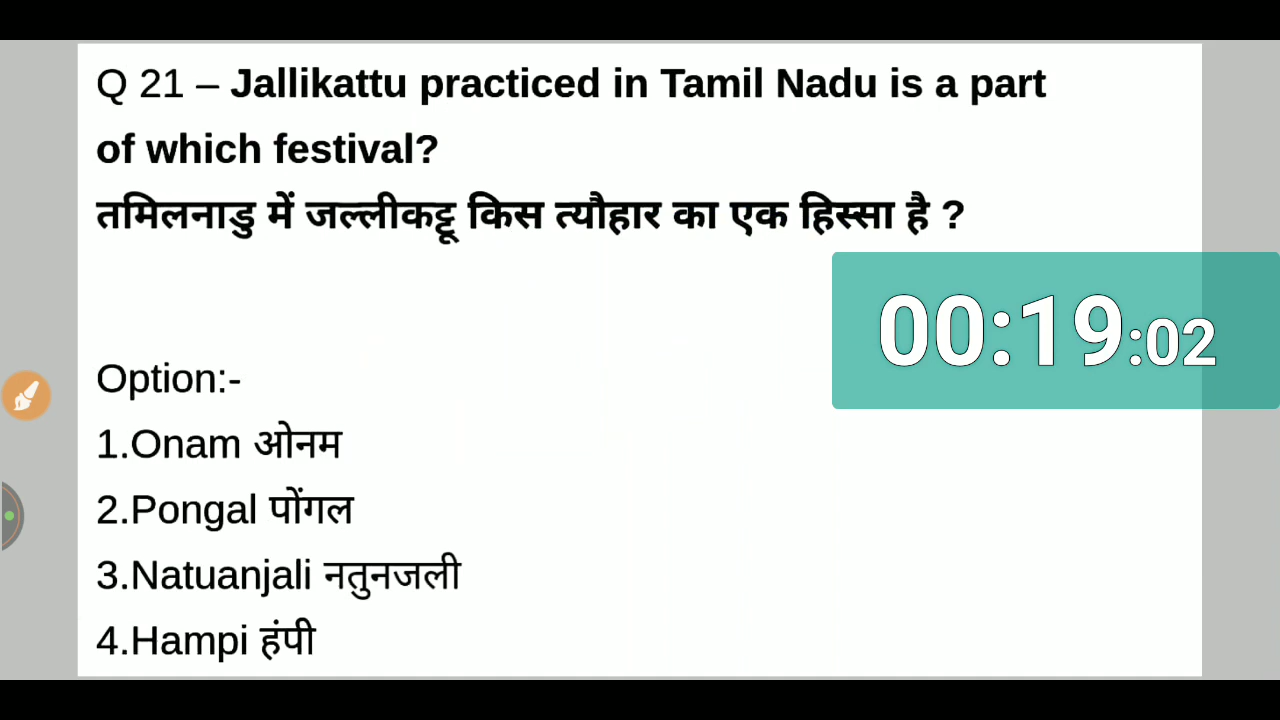 Q 21 – Jallikattu practiced in Tamil Nadu is a part
of which festival?
तमिलनाडु में जल्लीकट्टू किस त्यौहार का एक हिस्सा है ?
00:19:02
Option:-
1.Onam ओनम
2.Pongal पोंगल
3.Natuanjali नतुनजली
4.Hampi हंपी